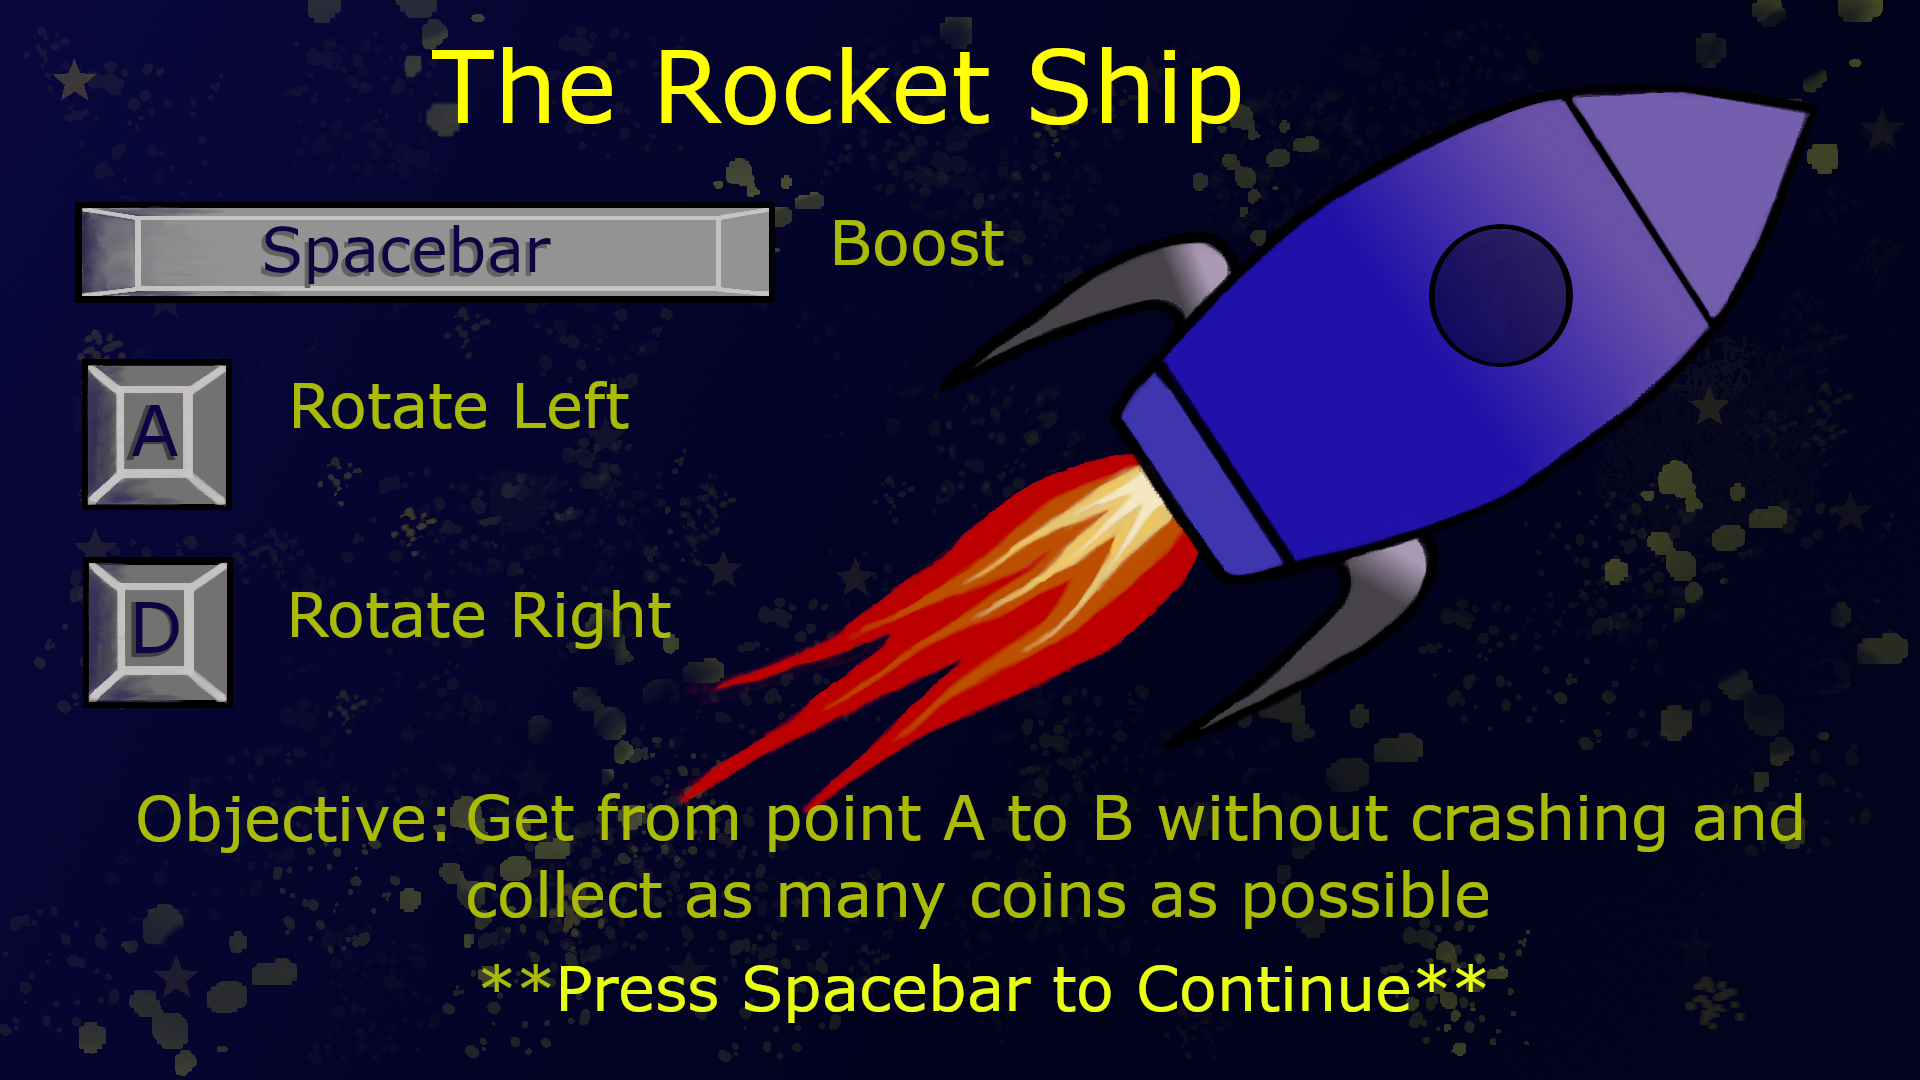 The Rocket Ship
Spacebar Boost
A Rotate Left
D Rotate Right
Objective: Get from point A to B without crashing and
collect as many coins as possible
**Press Spacebar to Continue**